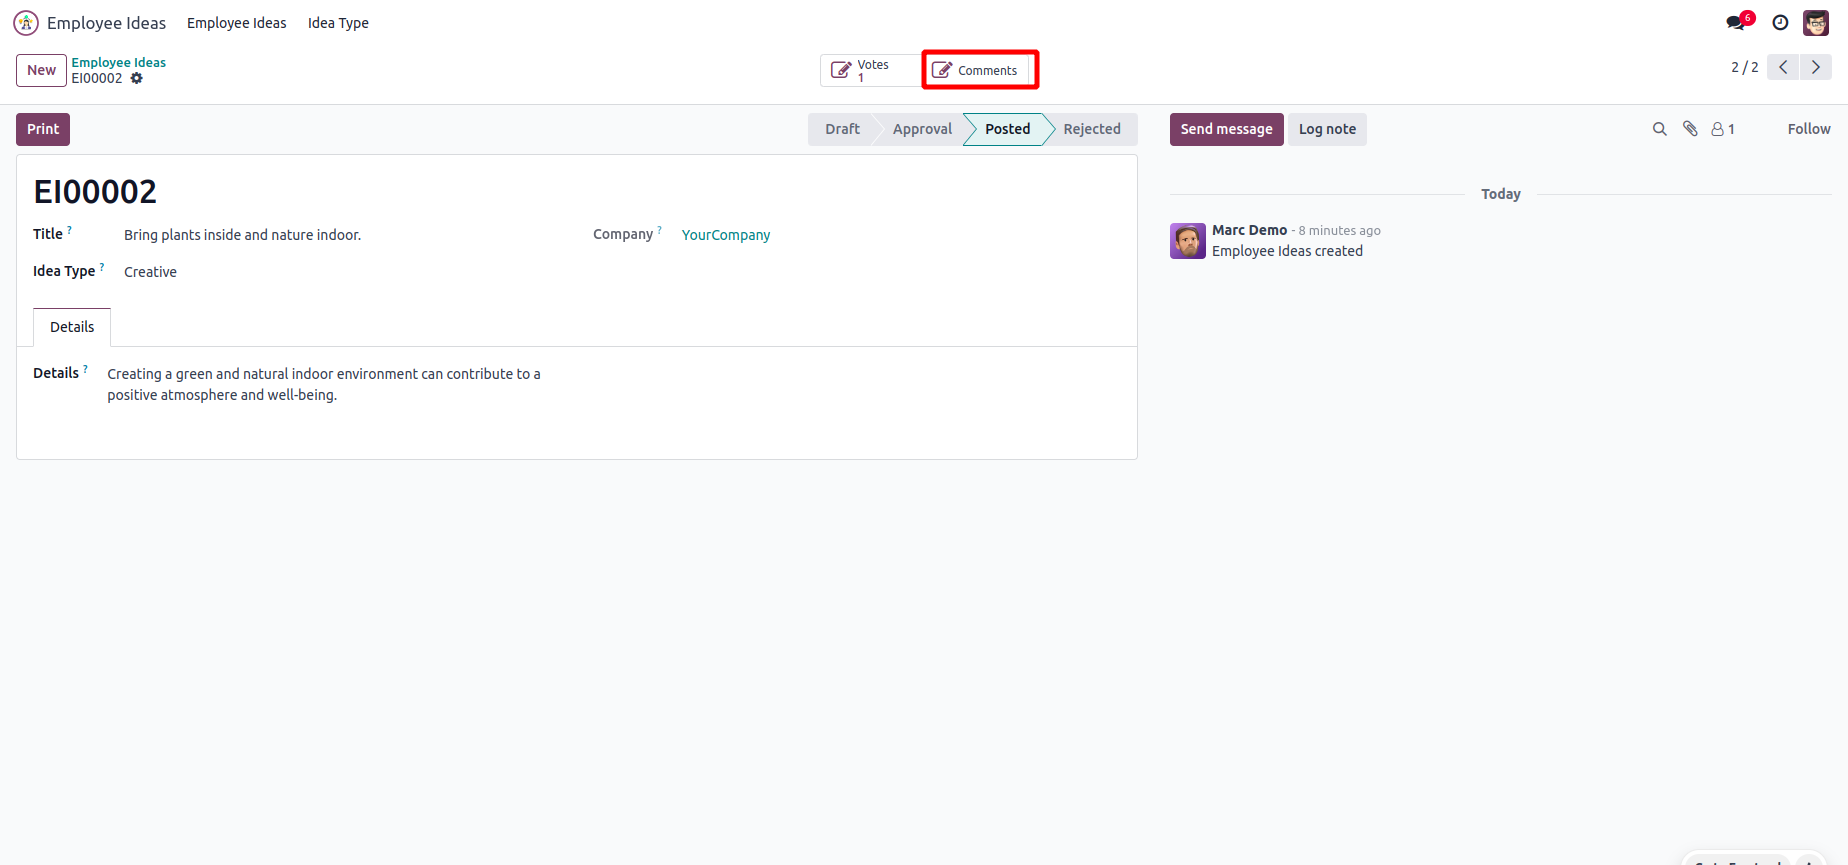 Employee Ideas Employee Ideas Idea Type 6
New Employee Ideas
EI00002
Votes
1
Comments
2 / 2
Print Draft Approval Posted Rejected Send message Log note 1 Follow
EI00002
Today
Title ? Bring plants inside and nature indoor. Company ? YourCompany
Marc Demo - 8 minutes ago
Employee Ideas created
Idea Type ? Creative
Details
Details ? Creating a green and natural indoor environment can contribute to a
positive atmosphere and well-being.